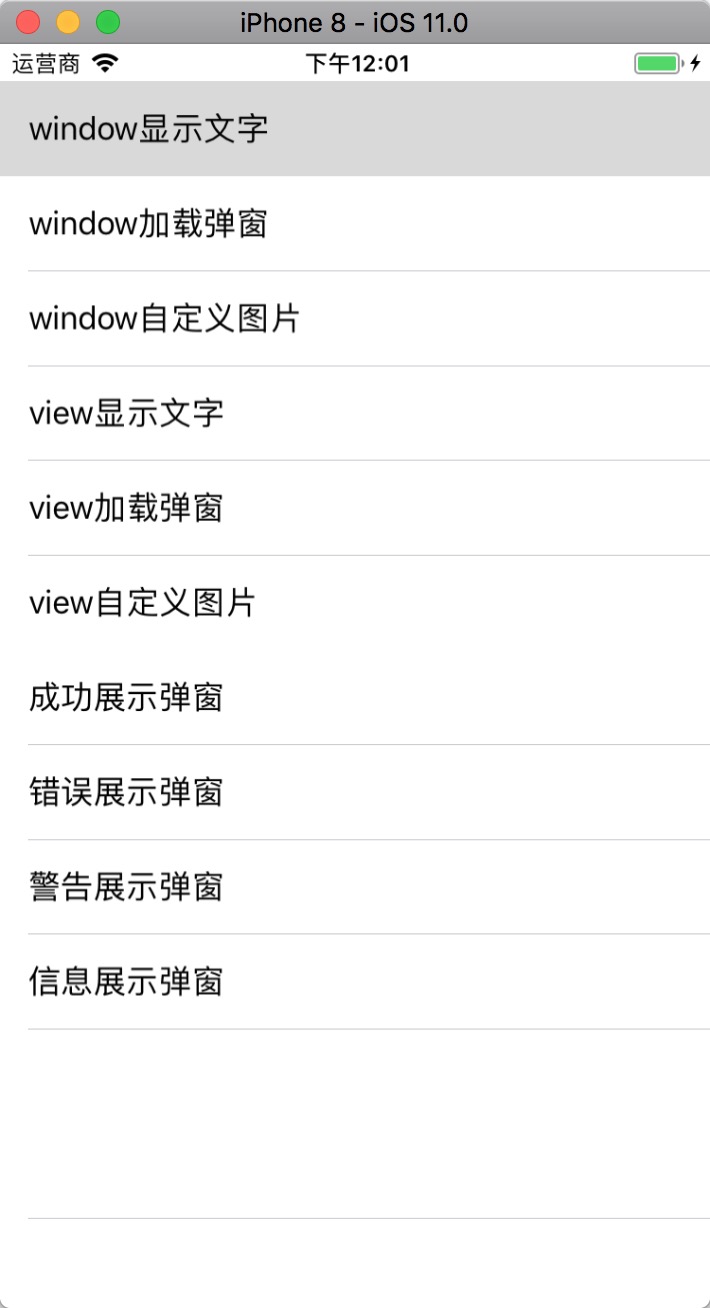 iPhone 8 - iOS 11.0
运营商 下午12:01
window显示文字
window加载弹窗
window自定义图片
view显示文字
view加载弹窗
view自定义图片
成功展示弹窗
错误展示弹窗
警告展示弹窗
信息展示弹窗